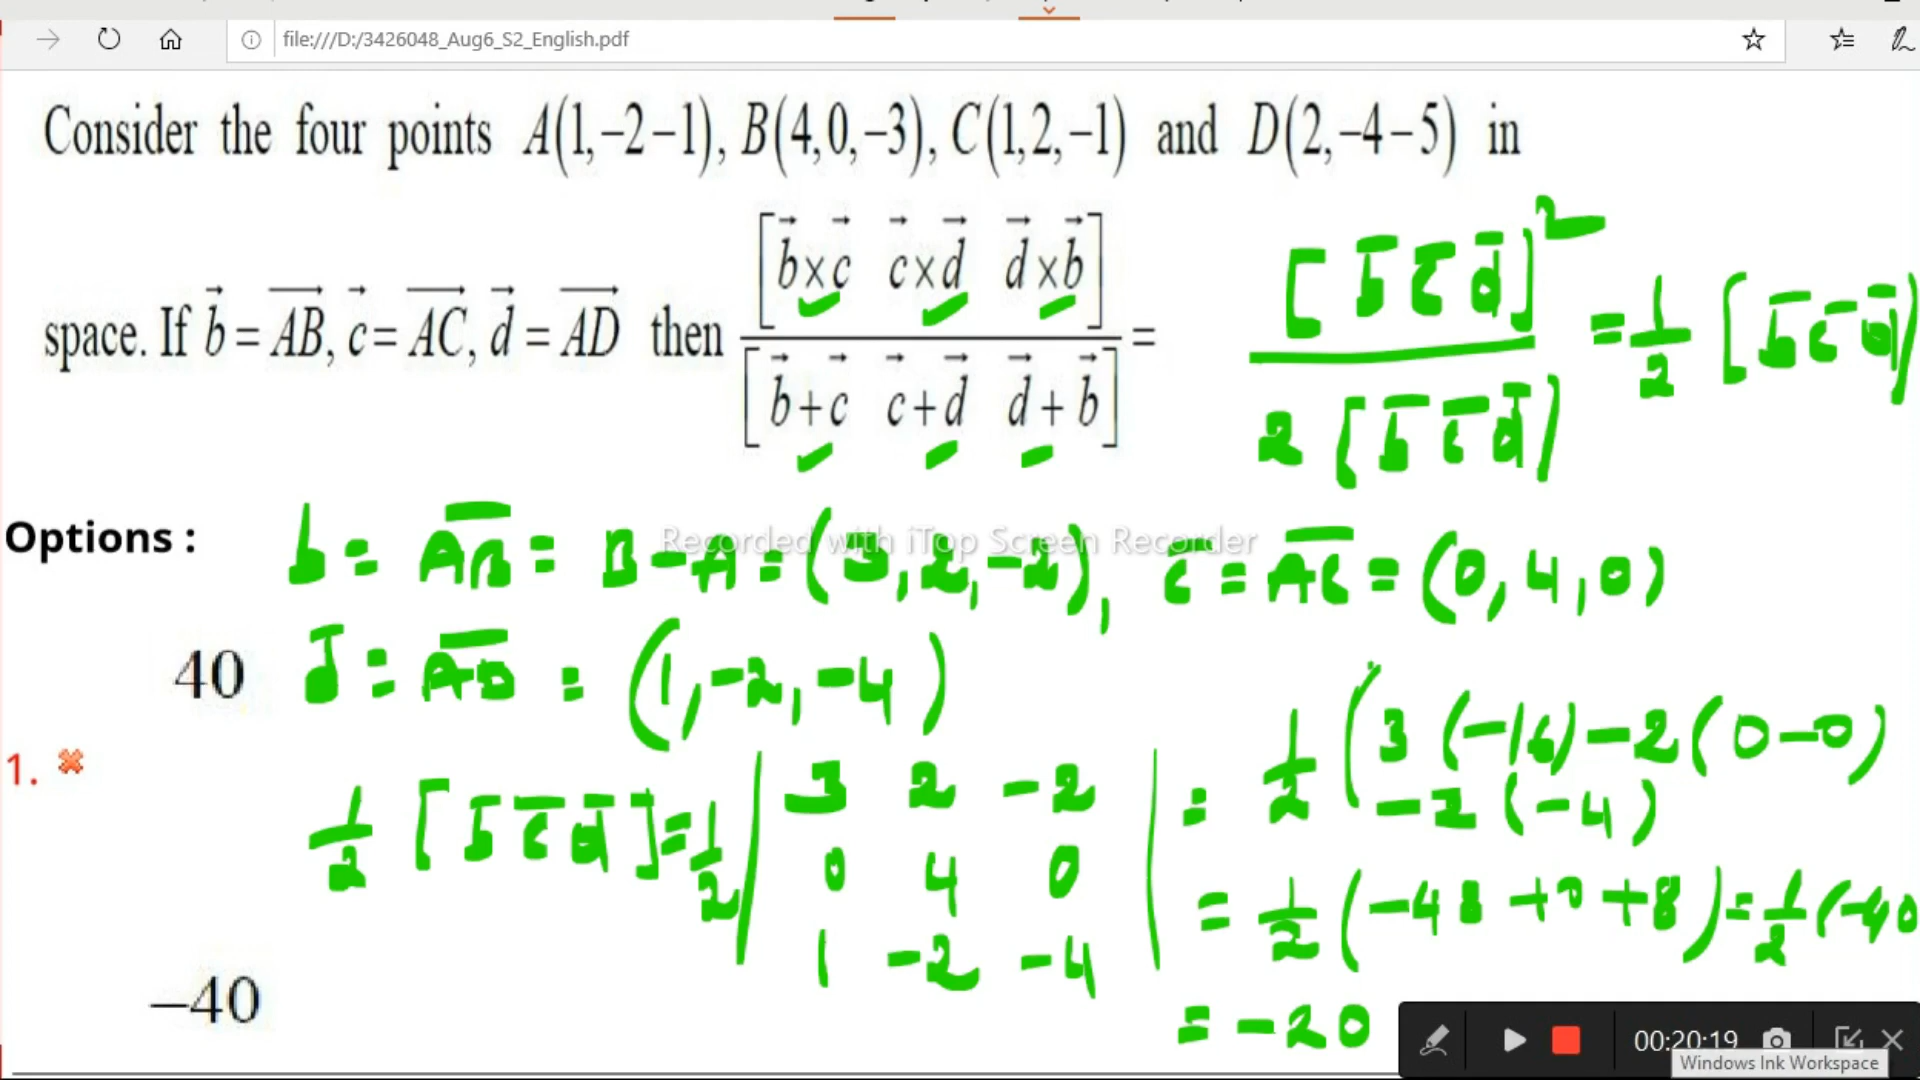 file:///D:/3426048_Aug6_S2_English.pdf
Consider the four points A(1,−2−1), B(4,0,−3), C(1,2,−1) and D(2,−4−5) in
space. If b⃗ = AB⃗, c⃗ = AC⃗, d⃗ = AD⃗ then [b⃗×c⃗ c⃗×d⃗ d⃗×b⃗] / [b⃗+c⃗ c⃗+d⃗ d⃗+b⃗] =
[b̄ c̄ d̄]² / 2[b̄ c̄ d̄] = 1/2 [b̄ c̄ d̄]
Options :
b = A̅B̅ = B − A = (3, 2, −2), c̄ = A̅C̅ = (0, 4, 0)
Recorded with iTop Screen Recorder
40
d̄ = A̅D̅ = (1, −2, −4)
1.
1/2 [b̄ c̄ d̄] = 1/2 | 3 2 −2
0 4 0
1 −2 −4 |
= 1/2 (3 (−16) − 2 (0−0)
− 2 (−4)
= 1/2 (−48 + 0 + 8) = 1/2 (−40
= −20
−40
00:20:19
Windows Ink Workspace